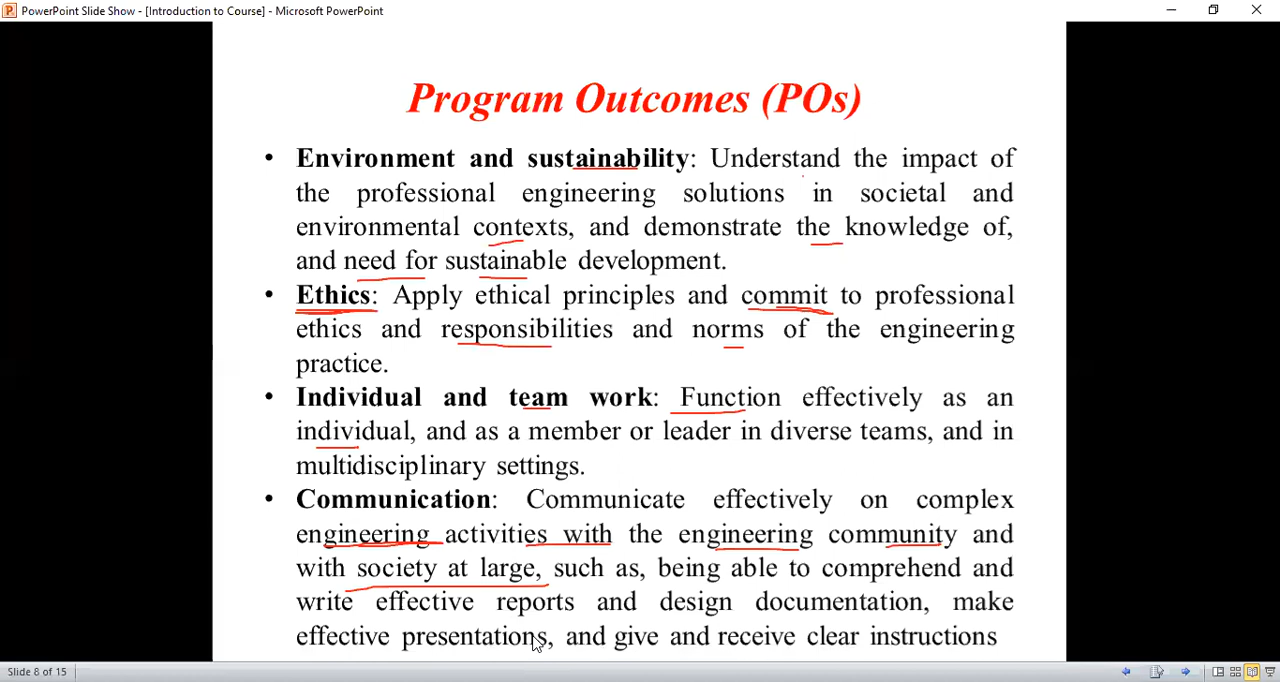 PowerPoint Slide Show - [Introduction to Course] - Microsoft PowerPoint
Program Outcomes (POs)
• Environment and sustainability: Understand the impact of
the professional engineering solutions in societal and
environmental contexts, and demonstrate the knowledge of,
and need for sustainable development.
• Ethics: Apply ethical principles and commit to professional
ethics and responsibilities and norms of the engineering
practice.
• Individual and team work: Function effectively as an
individual, and as a member or leader in diverse teams, and in
multidisciplinary settings.
• Communication: Communicate effectively on complex
engineering activities with the engineering community and
with society at large, such as, being able to comprehend and
write effective reports and design documentation, make
effective presentations, and give and receive clear instructions
Slide 8 of 15